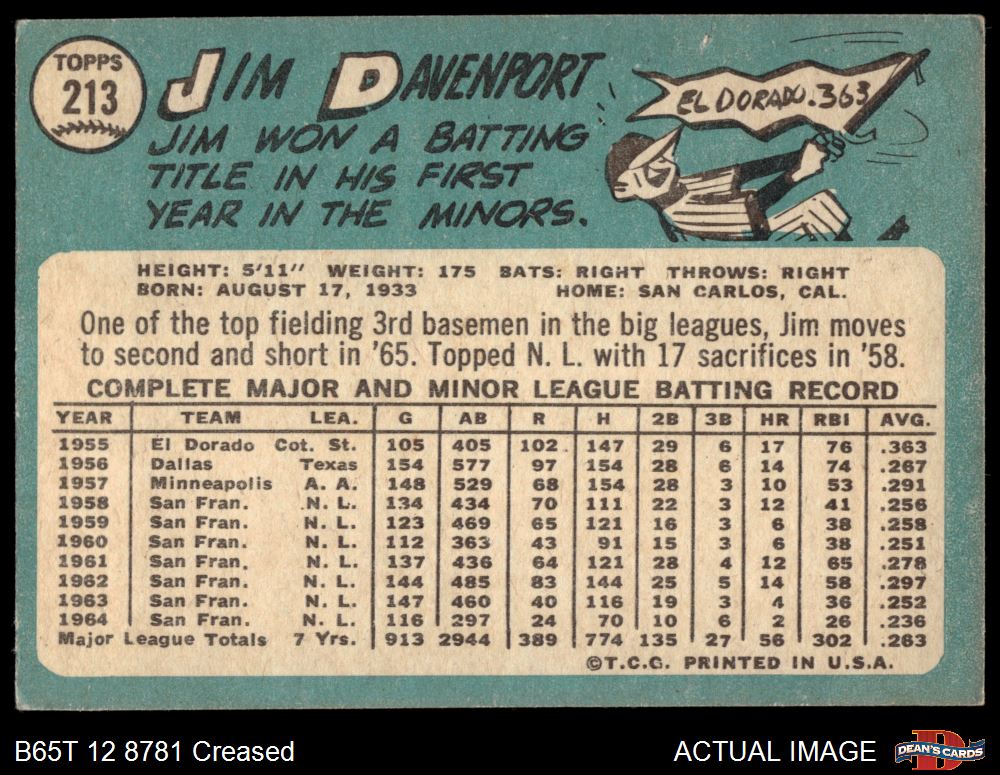 TOPPS
213
JIM DAVENPORT
JIM WON A BATTING
TITLE IN HIS FIRST
YEAR IN THE MINORS.
EL DORADO .363
HEIGHT: 5'11" WEIGHT: 175 BATS: RIGHT THROWS: RIGHT
BORN: AUGUST 17, 1933 HOME: SAN CARLOS, CAL.
One of the top fielding 3rd basemen in the big leagues, Jim moves
to second and short in '65. Topped N. L. with 17 sacrifices in '58.
COMPLETE MAJOR AND MINOR LEAGUE BATTING RECORD
YEAR TEAM LEA. G AB R H 2B 3B HR RBI AVG.
1955 El Dorado Cot. St. 105 405 102 147 29 6 17 76 .363
1956 Dallas Texas 154 577 97 154 28 6 14 74 .267
1957 Minneapolis A. A. 148 529 68 154 28 3 10 53 .291
1958 San Fran. N. L. 134 434 70 111 22 3 12 41 .256
1959 San Fran. N. L. 123 469 65 121 16 3 6 38 .258
1960 San Fran. N. L. 112 363 43 91 15 3 6 38 .251
1961 San Fran. N. L. 137 436 64 121 28 4 12 65 .278
1962 San Fran. N. L. 144 485 83 144 25 5 14 58 .297
1963 San Fran. N. L. 147 460 40 116 19 3 4 36 .252
1964 San Fran. N. L. 116 297 24 70 10 6 2 26 .236
Major League Totals 7 Yrs. 913 2944 389 774 135 27 56 302 .263
©T.C.G. PRINTED IN U.S.A.
B65T 12 8781 Creased
ACTUAL IMAGE
DEAN'S CARDS